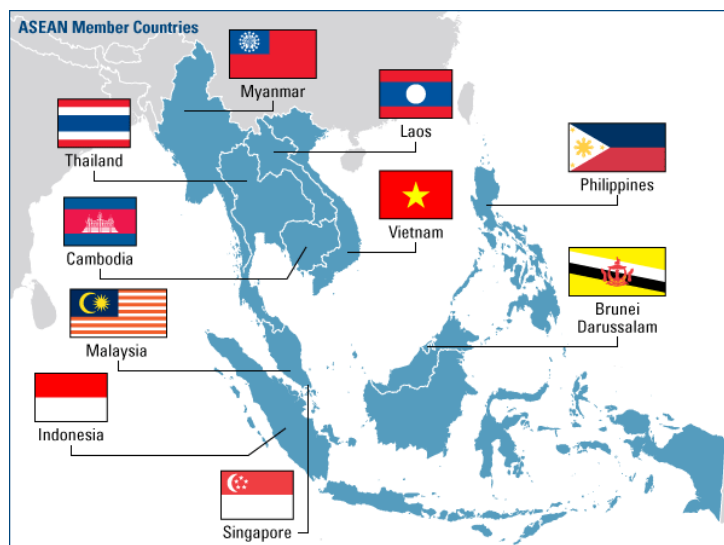 ASEAN Member Countries
Myanmar
Laos
Thailand
Philippines
Vietnam
Cambodia
Brunei
Darussalam
Malaysia
Indonesia
Singapore